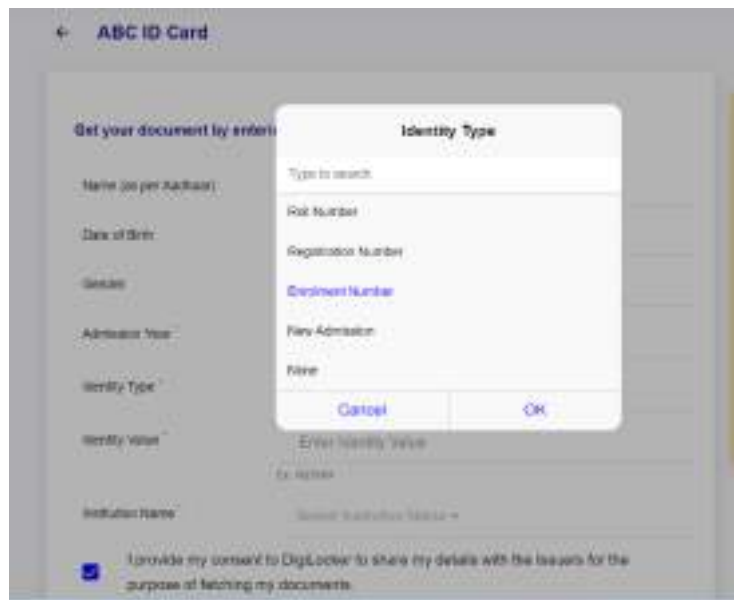 ← ABC ID Card
Get your document by enteri
Identity Type
Type to search
Name (as per Aadhaar)
Roll Number
Date of Birth
Registration Number
Gender
Enrolment Number
Admission Year
New Admission
None
Identity Type *
Cancel
OK
Identity Value *
Enter Identity Value
Institution Name
Select Institution Name
I provide my consent to DigiLocker to share my details with the Issuers for the
purpose of fetching my documents.